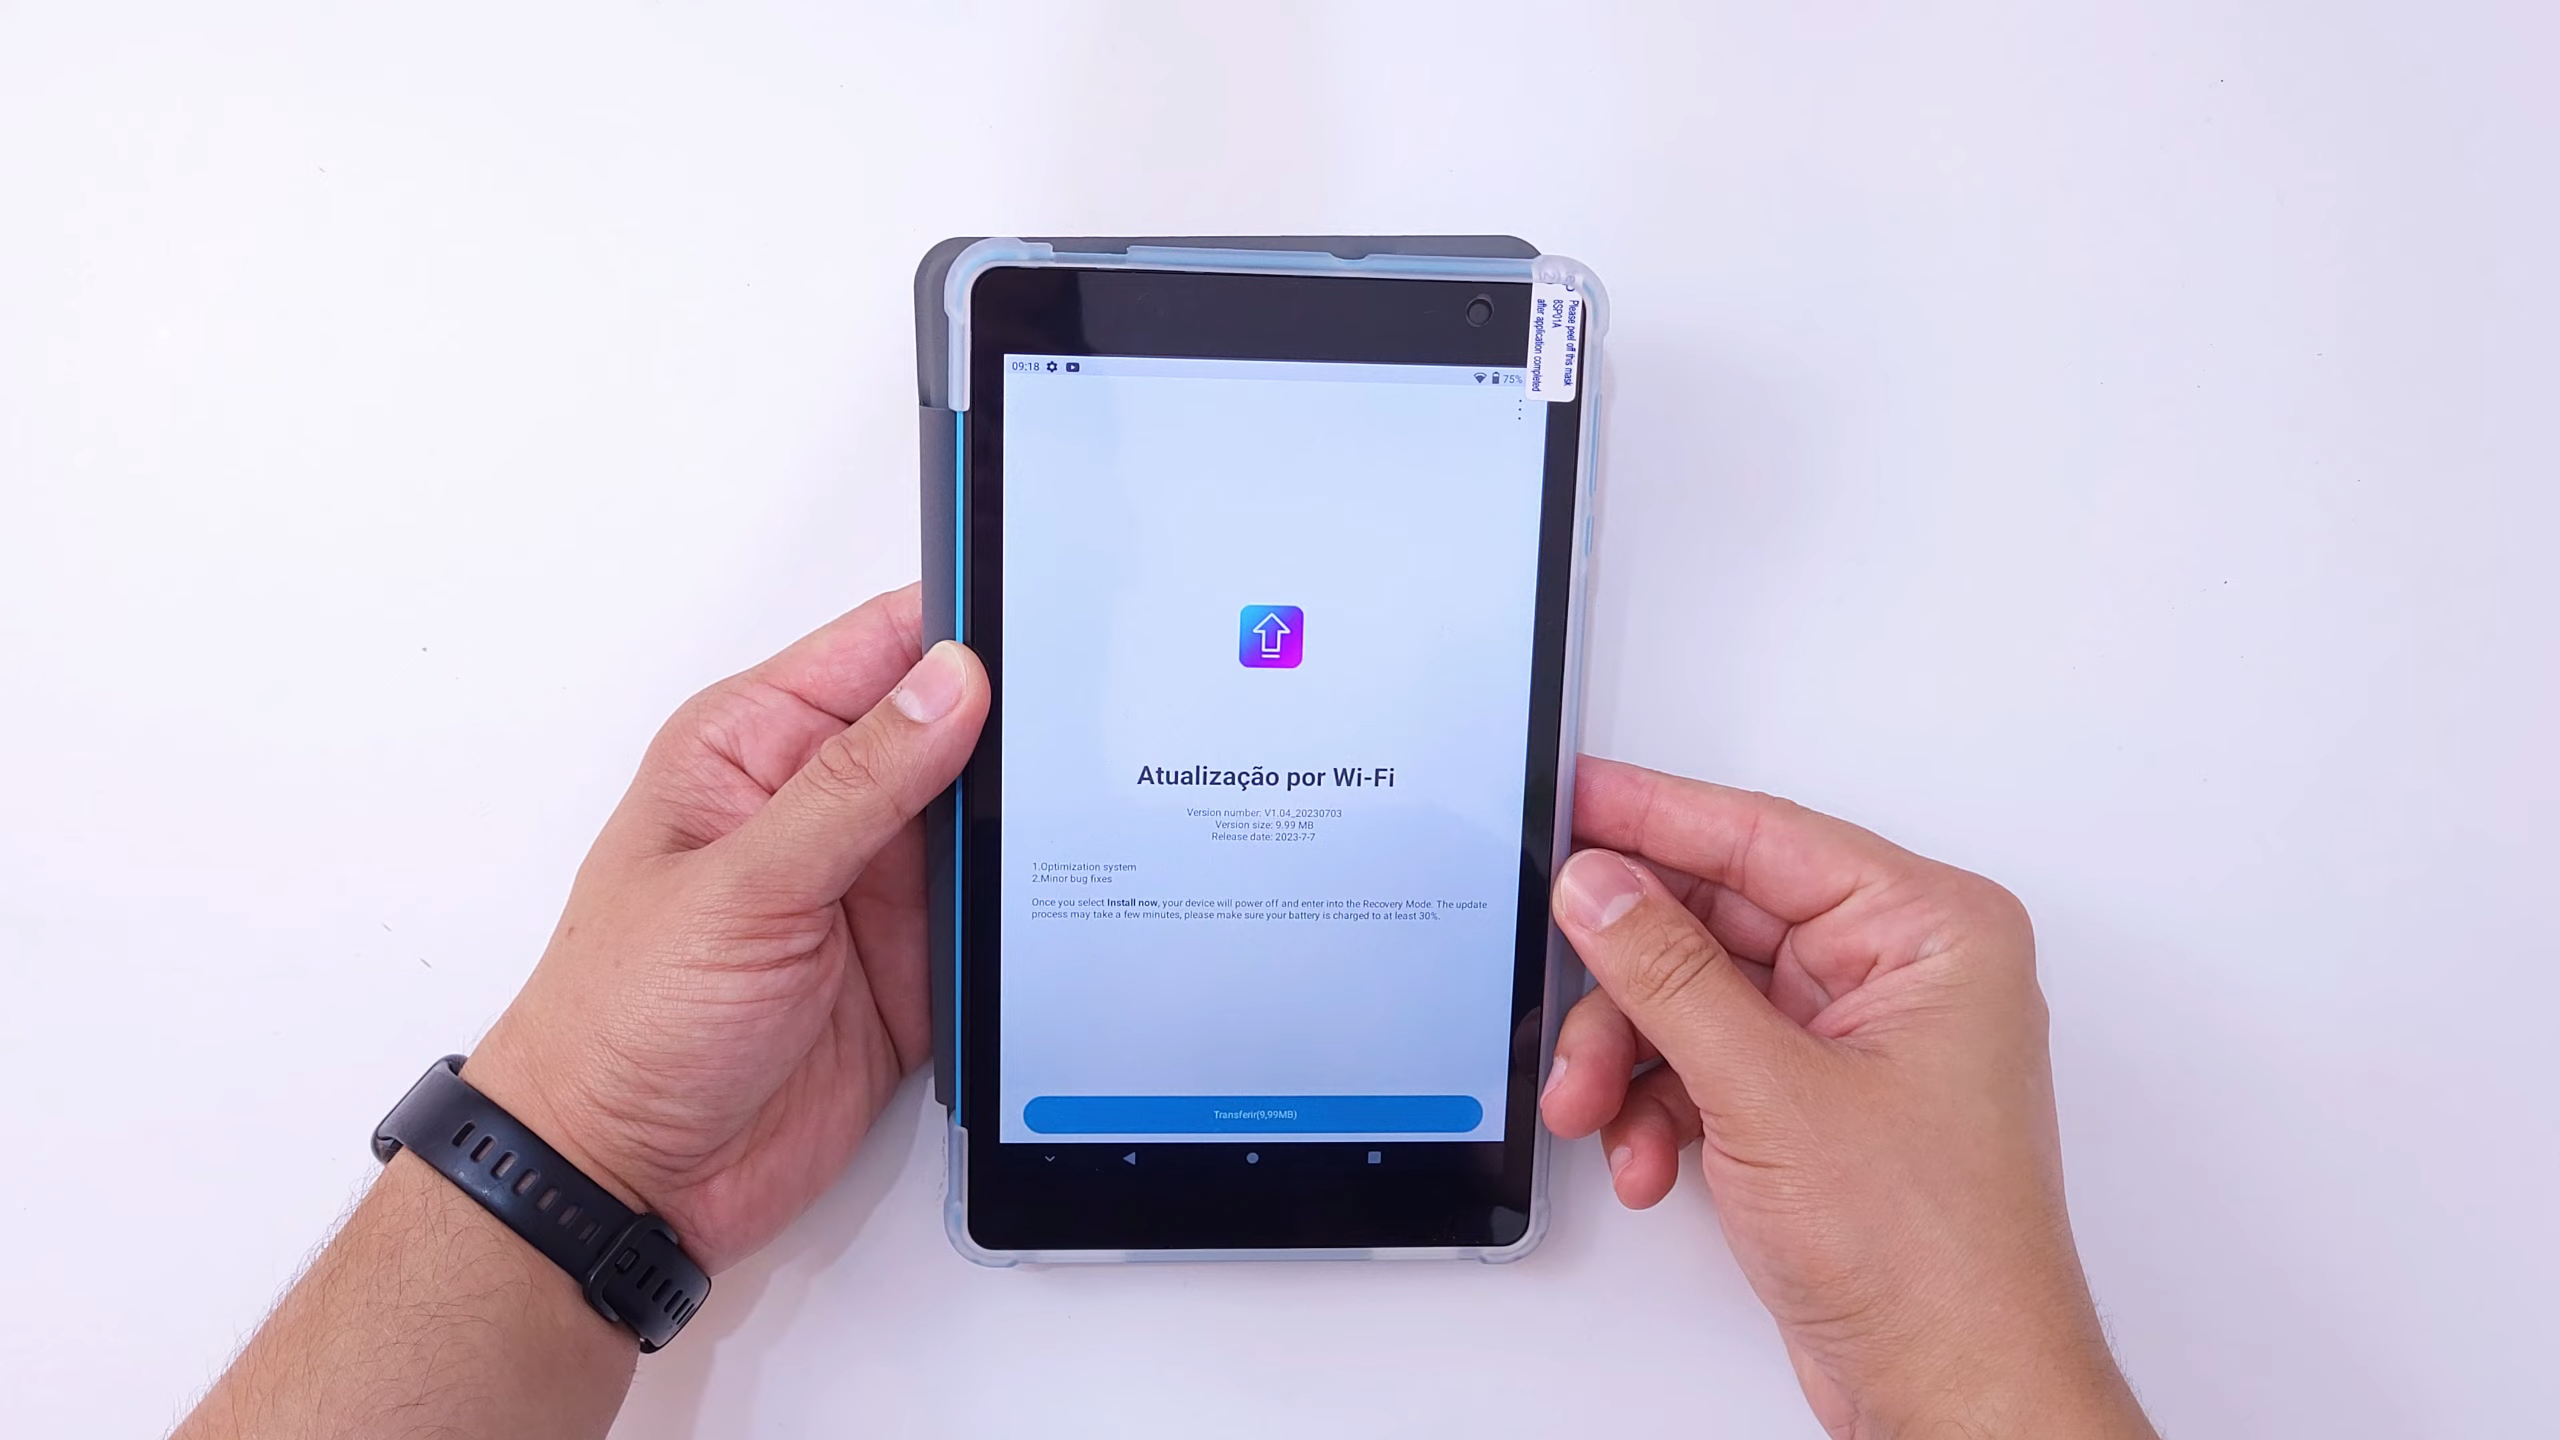 Please peel off this mask
8SP01A
after application completed
09:18
75%
Atualização por Wi-Fi
Version number: V1.04_20230703
Version size: 9.99 MB
Release date: 2023-7-7
1.Optimization system
2.Minor bug fixes
Once you select Install now, your device will power off and enter into the Recovery Mode. The update
process may take a few minutes, please make sure your battery is charged to at least 30%.
Transferir(9,99MB)